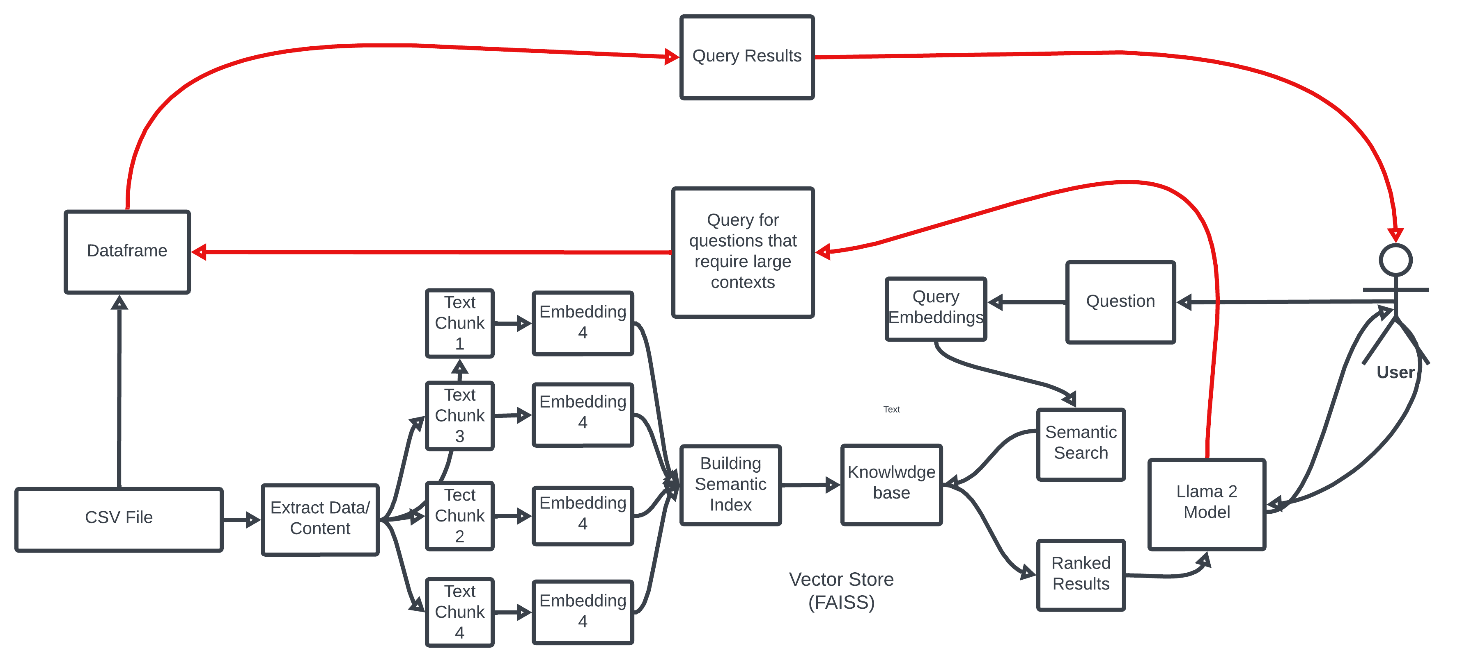 Query Results
Dataframe
Query for
questions that
require large
contexts
Query
Embeddings
Question
User
Text
Chunk
1
Embedding
4
Text
Chunk
3
Embedding
4
Text
Semantic
Search
Building
Semantic
Index
Knowlwdge
base
Llama 2
Model
CSV File
Extract Data/
Content
Tect
Chunk
2
Embedding
4
Ranked
Results
Vector Store
(FAISS)
Text
Chunk
4
Embedding
4